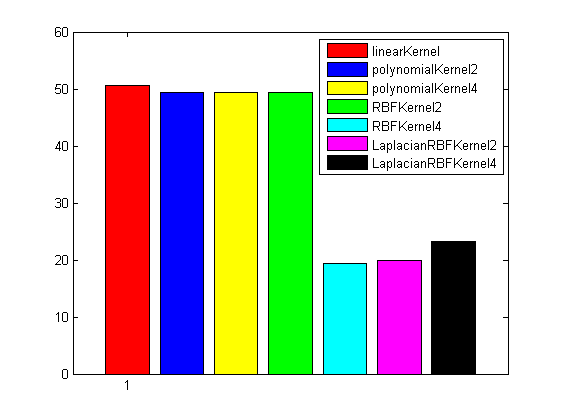 60
50
40
30
20
10
0
1
linearKernel
polynomialKernel2
polynomialKernel4
RBFKernel2
RBFKernel4
LaplacianRBFKernel2
LaplacianRBFKernel4